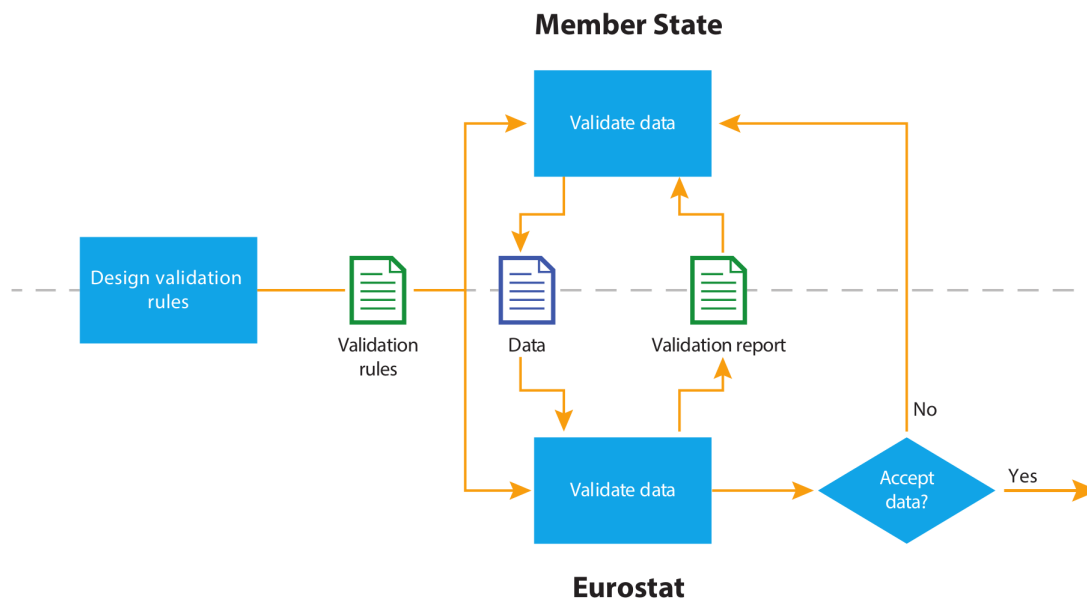 Member State
Validate data
Design validation
rules
Validation
rules
Data
Validation report
No
Validate data
Accept
data?
Yes
Eurostat